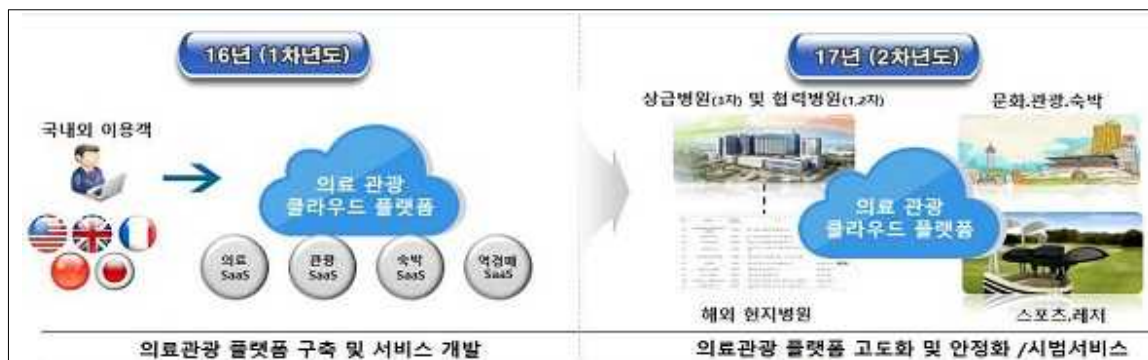 16년 (1차년도)
국내외 이용객
의료 관광
클라우드 플랫폼
의료
SaaS
관광
SaaS
숙박
SaaS
역경매
SaaS
의료관광 플랫폼 구축 및 서비스 개발
17년 (2차년도)
상급병원(3차) 및 협력병원(1,2차)
문화.관광.숙박
의료 관광
클라우드 플랫폼
해외 현지병원
스포츠.레저
의료관광 플랫폼 고도화 및 안정화 /시범서비스